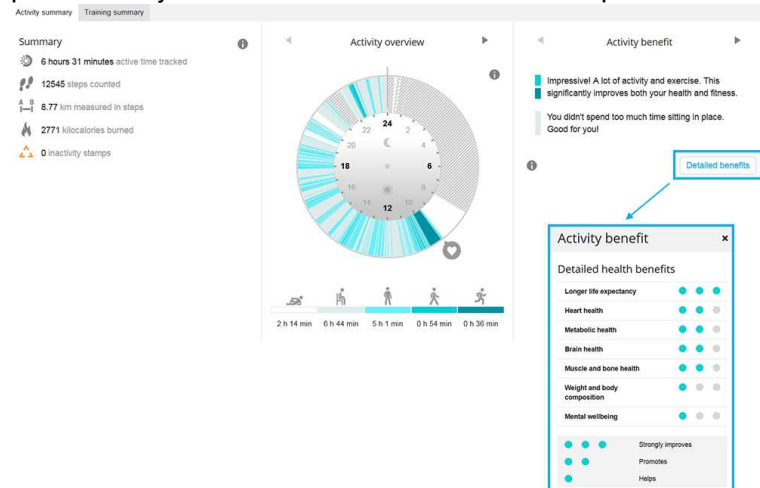 Activity summary
Training summary
Summary
6 hours 31 minutes active time tracked
12545 steps counted
A B
8.77 km measured in steps
2771 kilocalories burned
0 inactivity stamps
Activity overview
24
22 2
20 4
18 6
16 8
14 10
12
2 h 14 min 6 h 44 min 5 h 1 min 0 h 54 min 0 h 36 min
Activity benefit
Impressive! A lot of activity and exercise. This
significantly improves both your health and fitness.
You didn't spend too much time sitting in place.
Good for you!
Detailed benefits
Activity benefit x
Detailed health benefits
Longer life expectancy
Heart health
Metabolic health
Brain health
Muscle and bone health
Weight and body
composition
Mental wellbeing
Strongly improves
Promotes
Helps